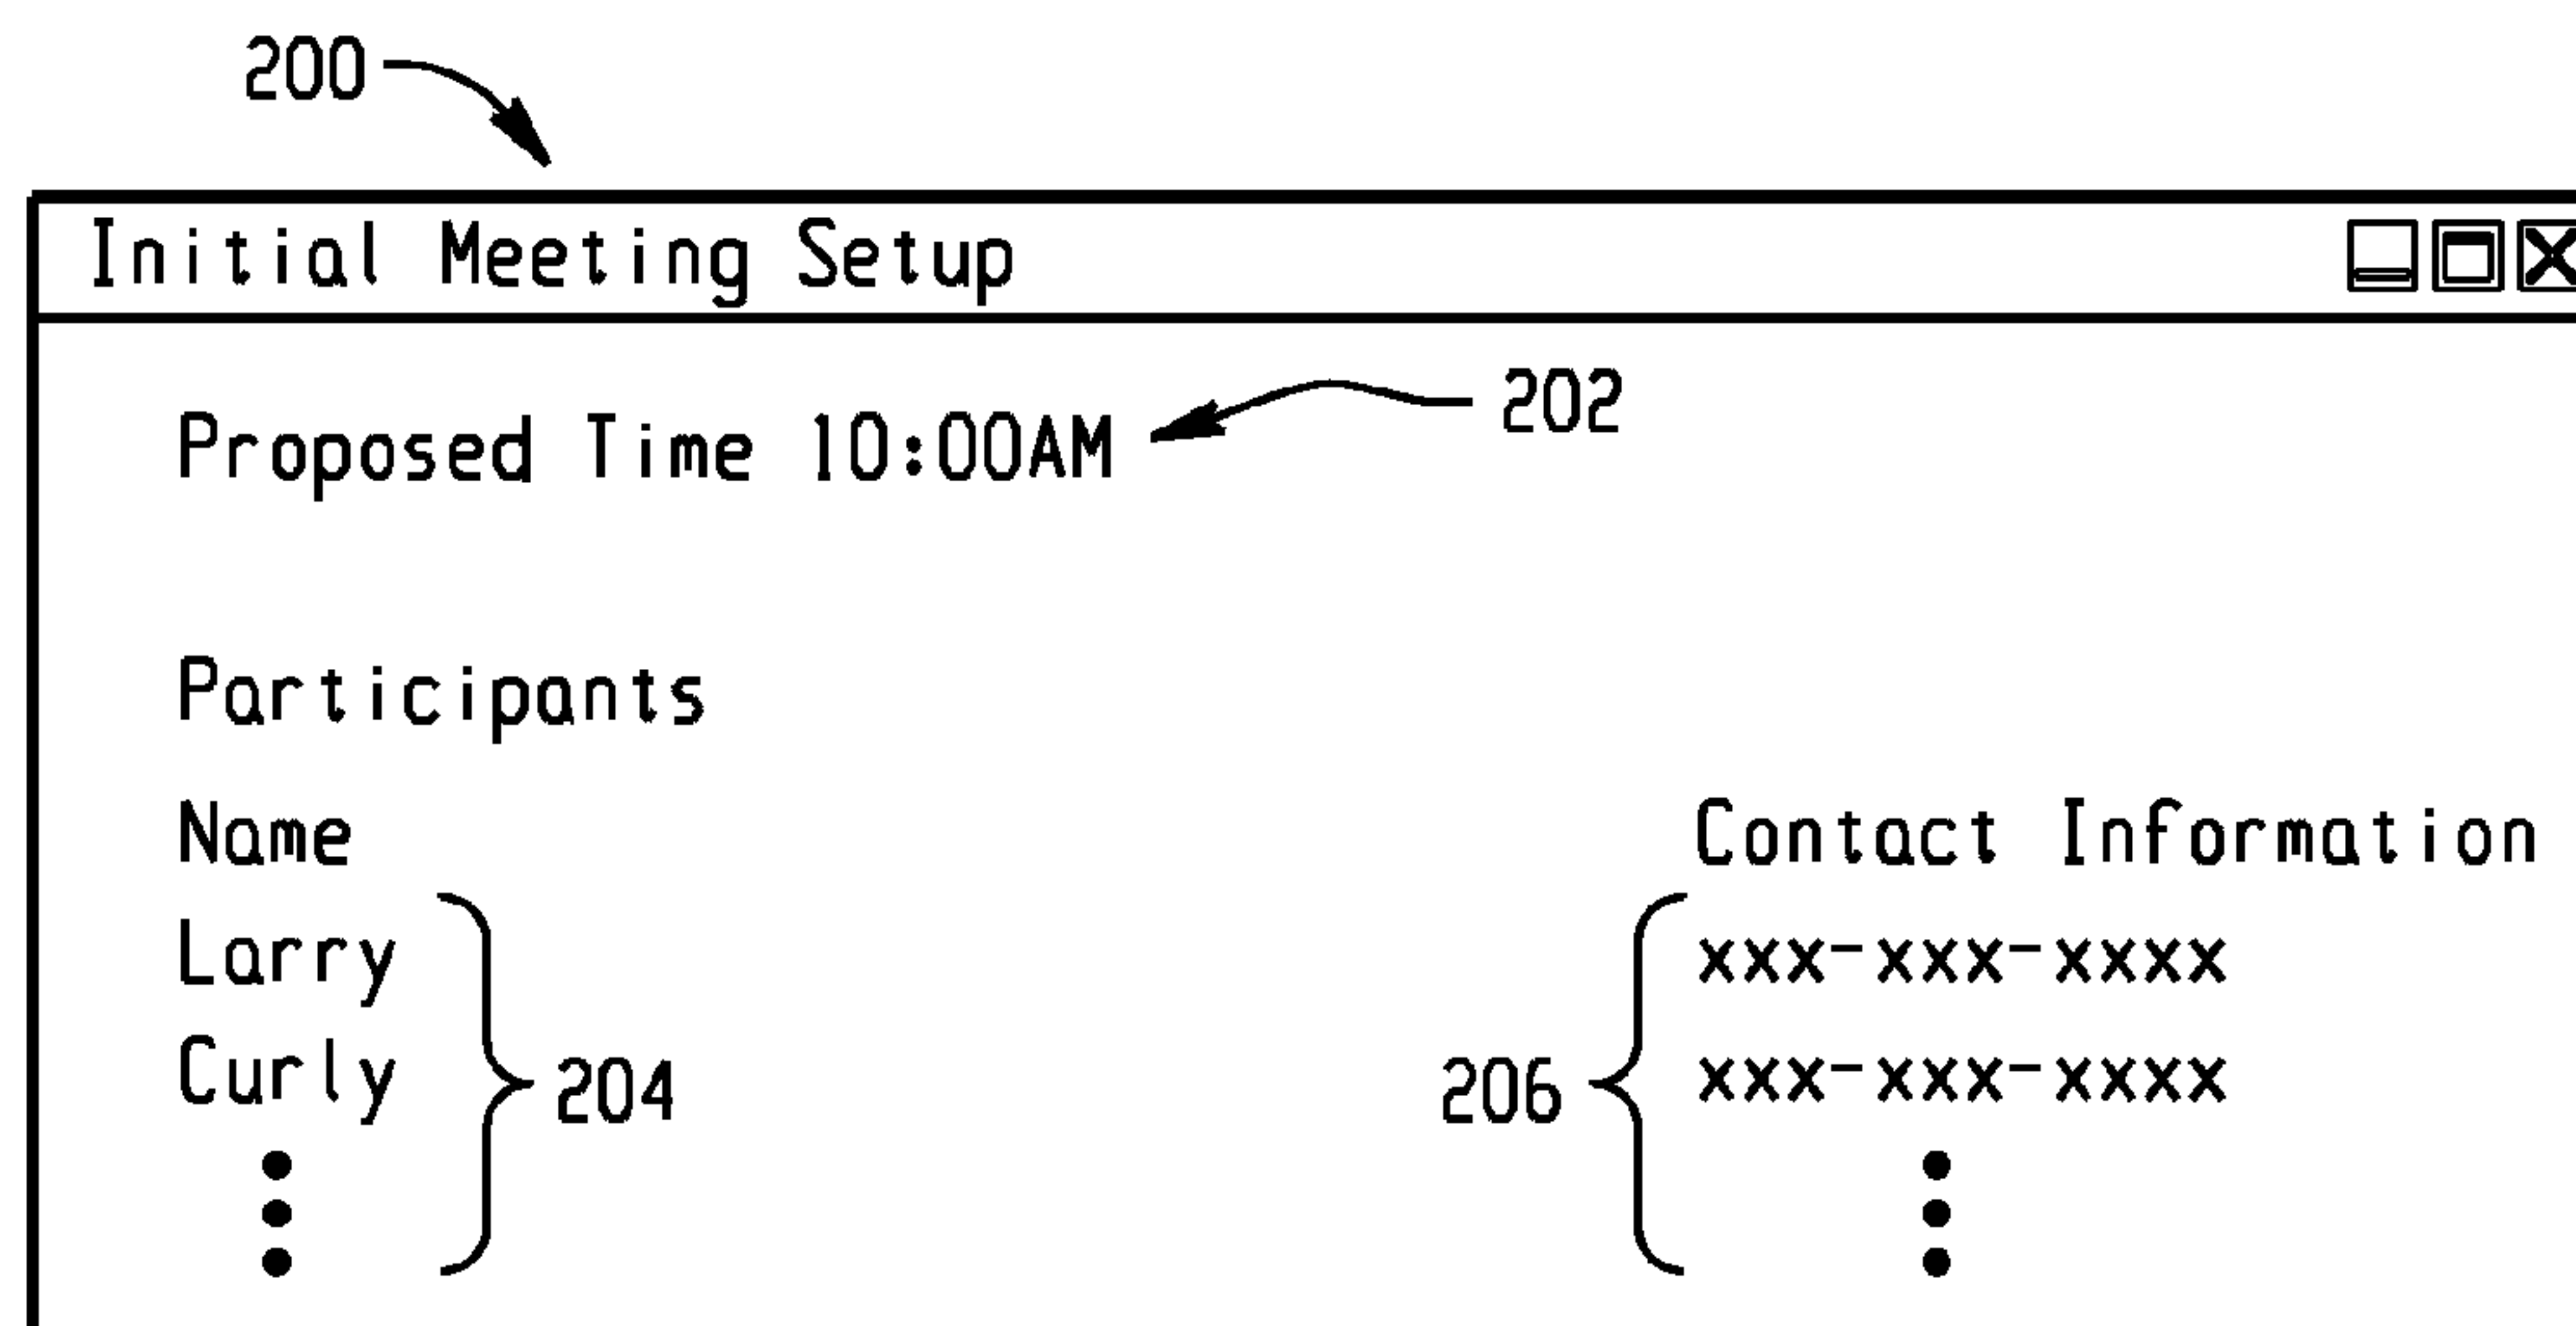 200
Initial Meeting Setup
Proposed Time 10:00AM 202
Participants
Name Contact Information
Larry xxx-xxx-xxxx
Curly 204 206 xxx-xxx-xxxx